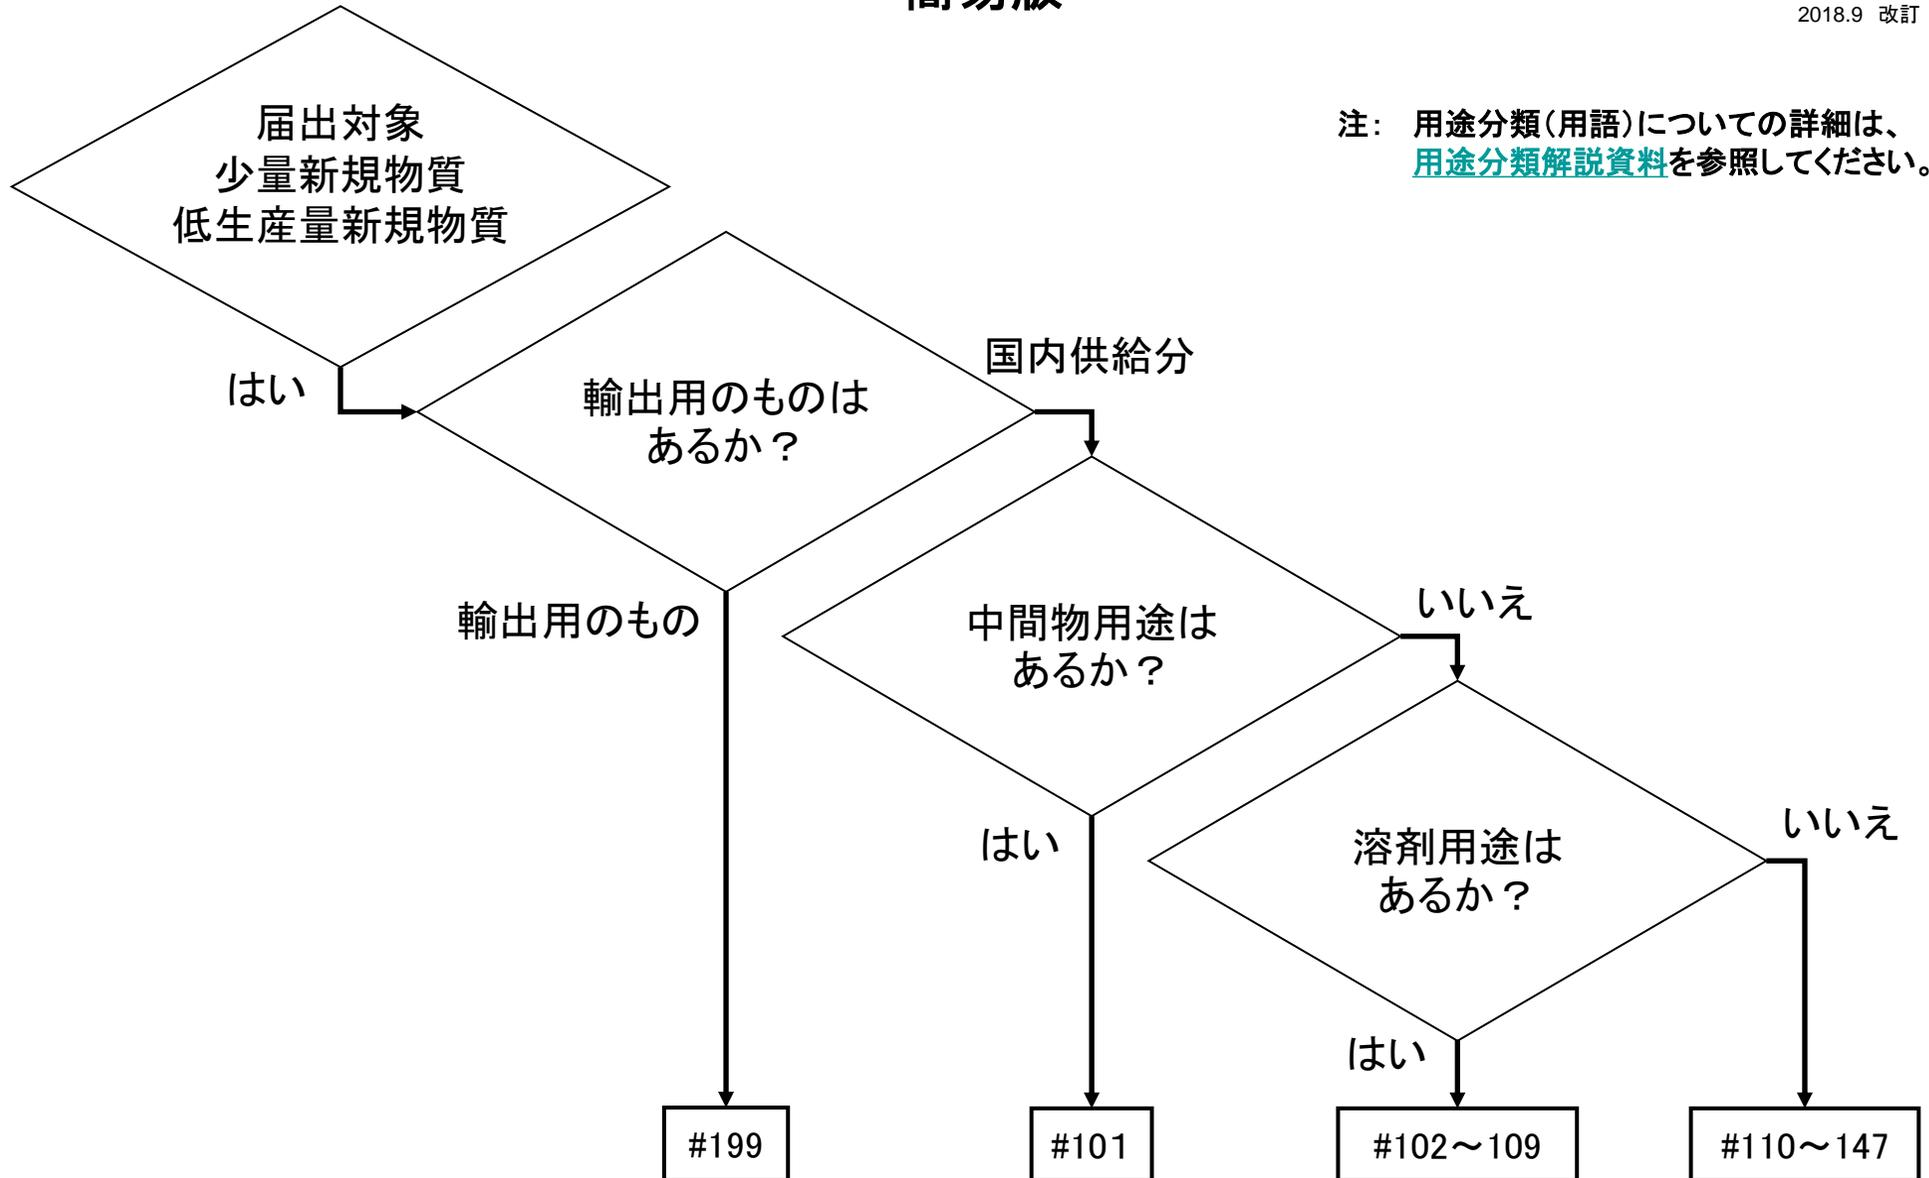 2018.9 改訂
注： 用途分類（用語）についての詳細は、
用途分類解説資料を参照してください。
届出対象
少量新規物質
低生産量新規物質
はい
輸出用のものは
あるか？
国内供給分
輸出用のもの
中間物用途は
あるか？
いいえ
はい
溶剤用途は
あるか？
いいえ
はい
#199
#101
#102～109
#110～147